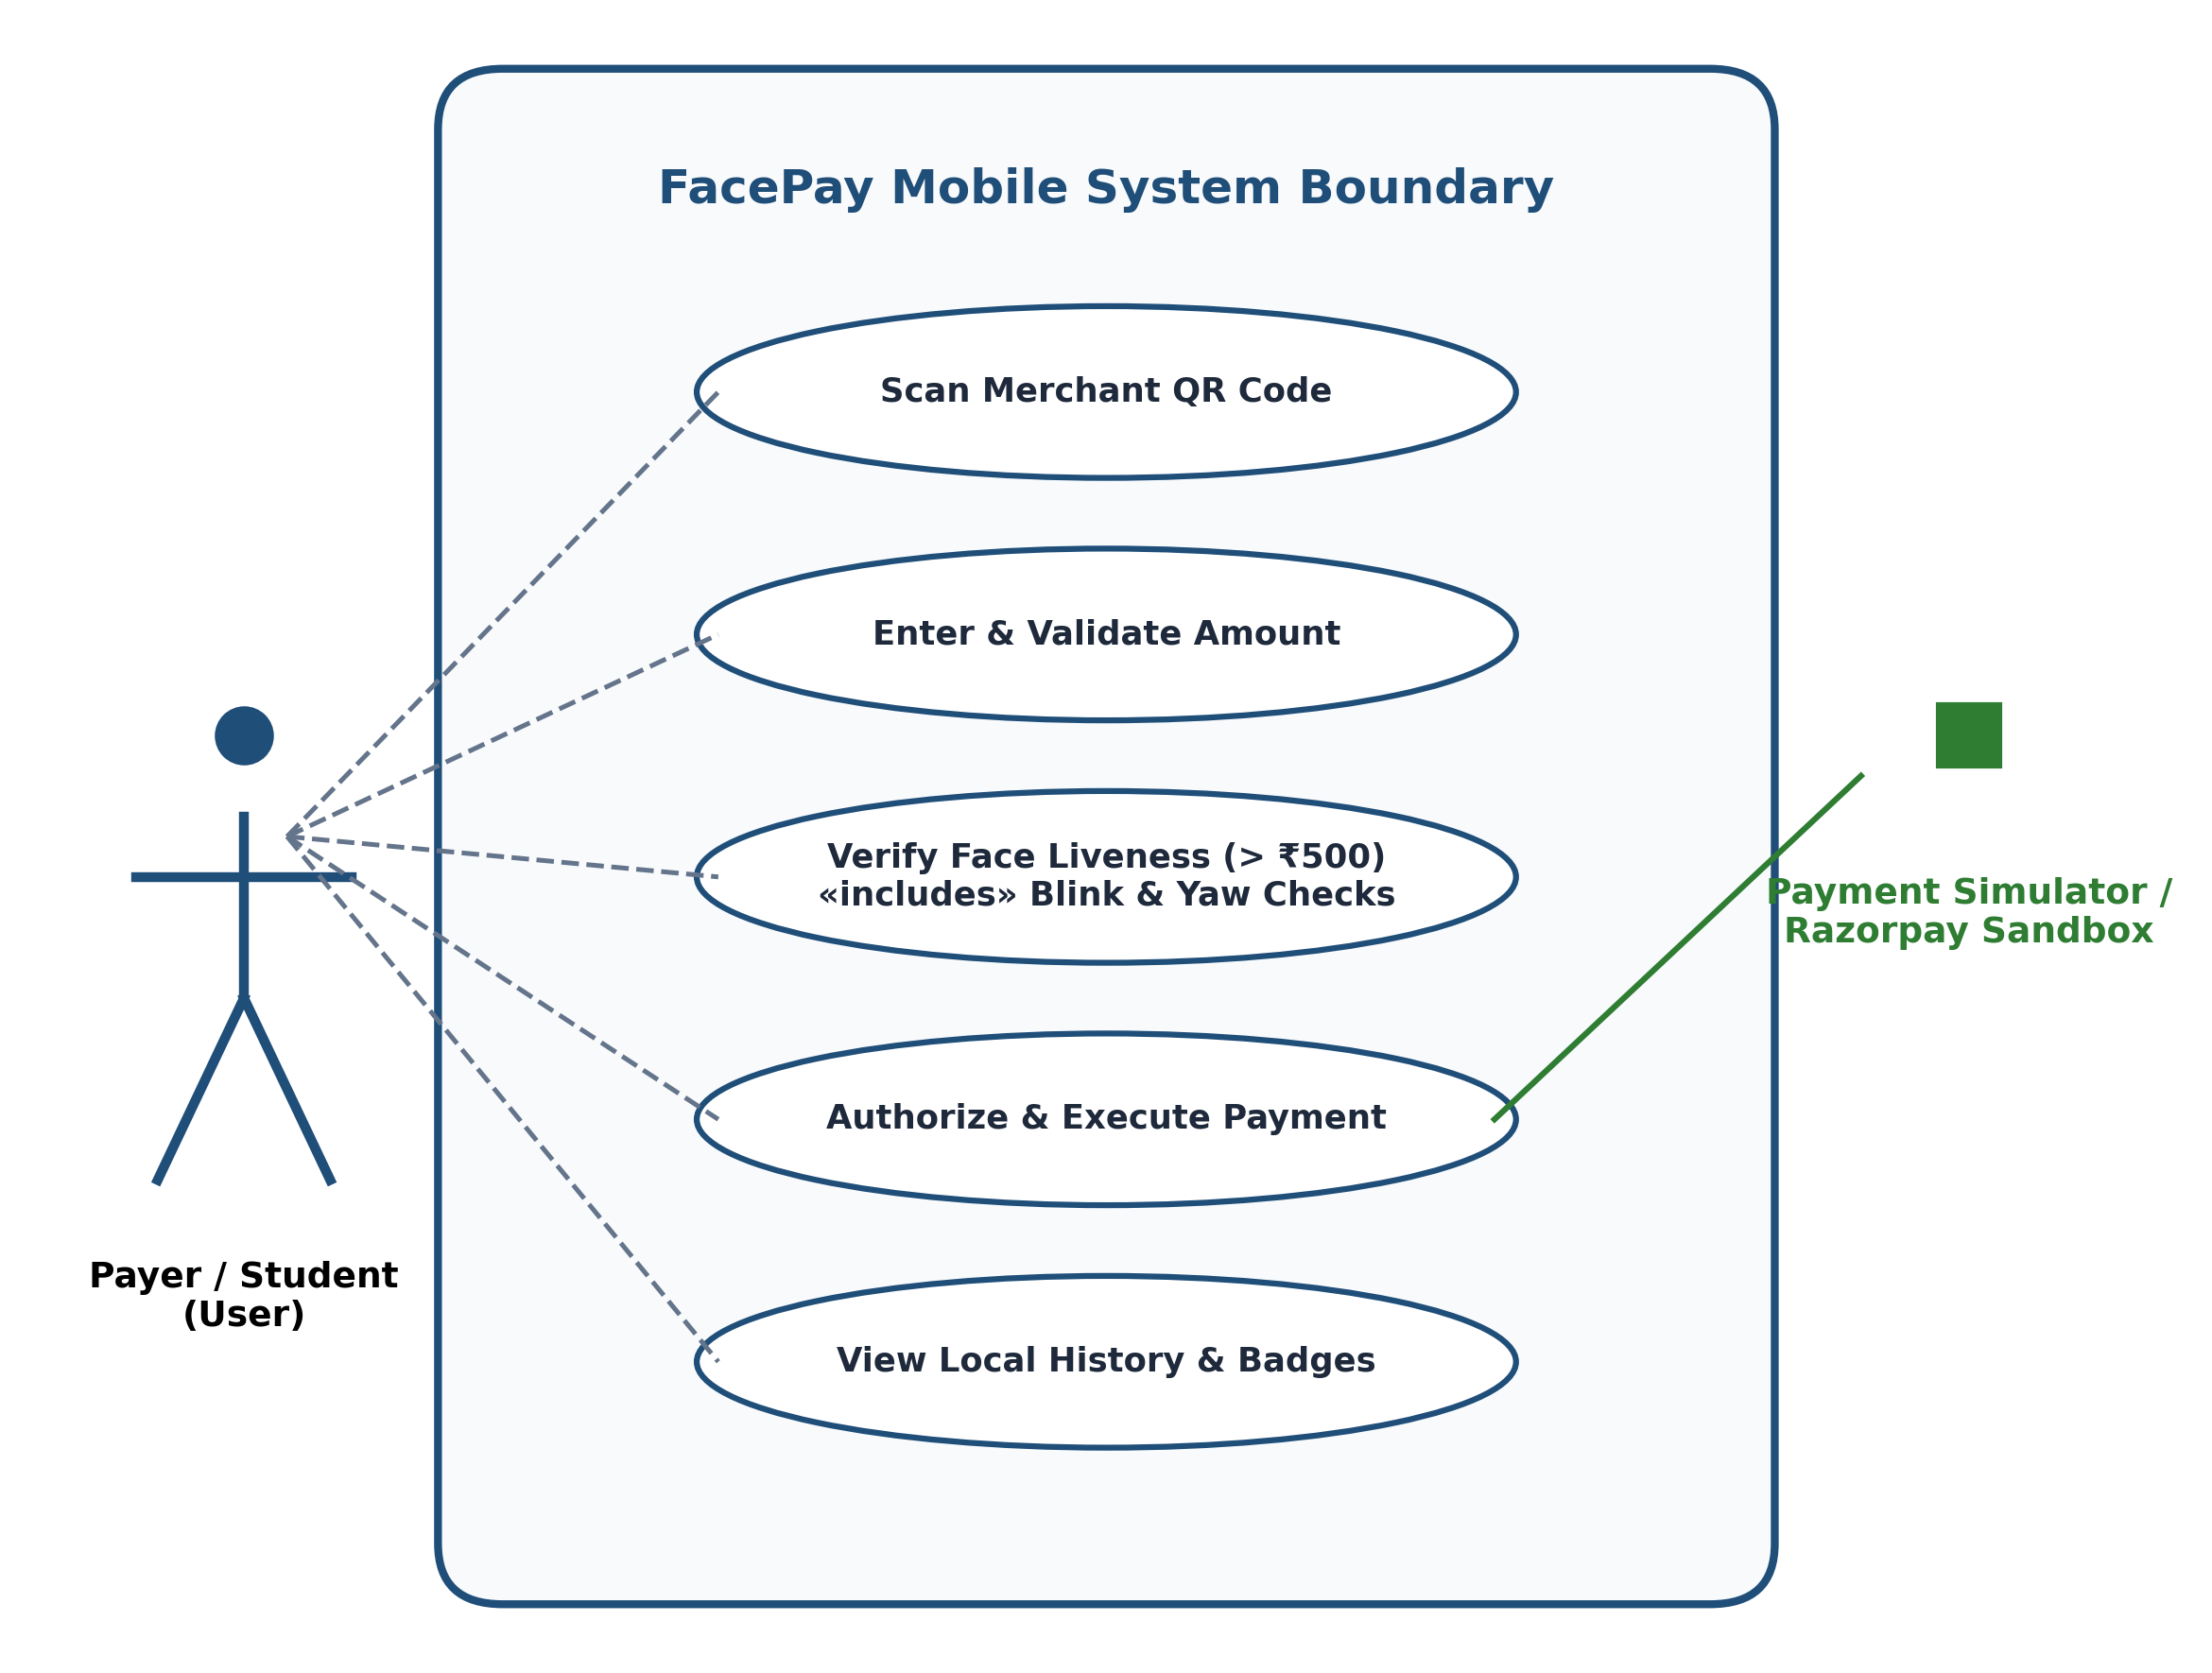 FacePay Mobile System Boundary
Scan Merchant QR Code
Enter & Validate Amount
Verify Face Liveness (> ₹500)
«includes» Blink & Yaw Checks
Payment Simulator /
Razorpay Sandbox
Authorize & Execute Payment
Payer / Student
(User)
View Local History & Badges